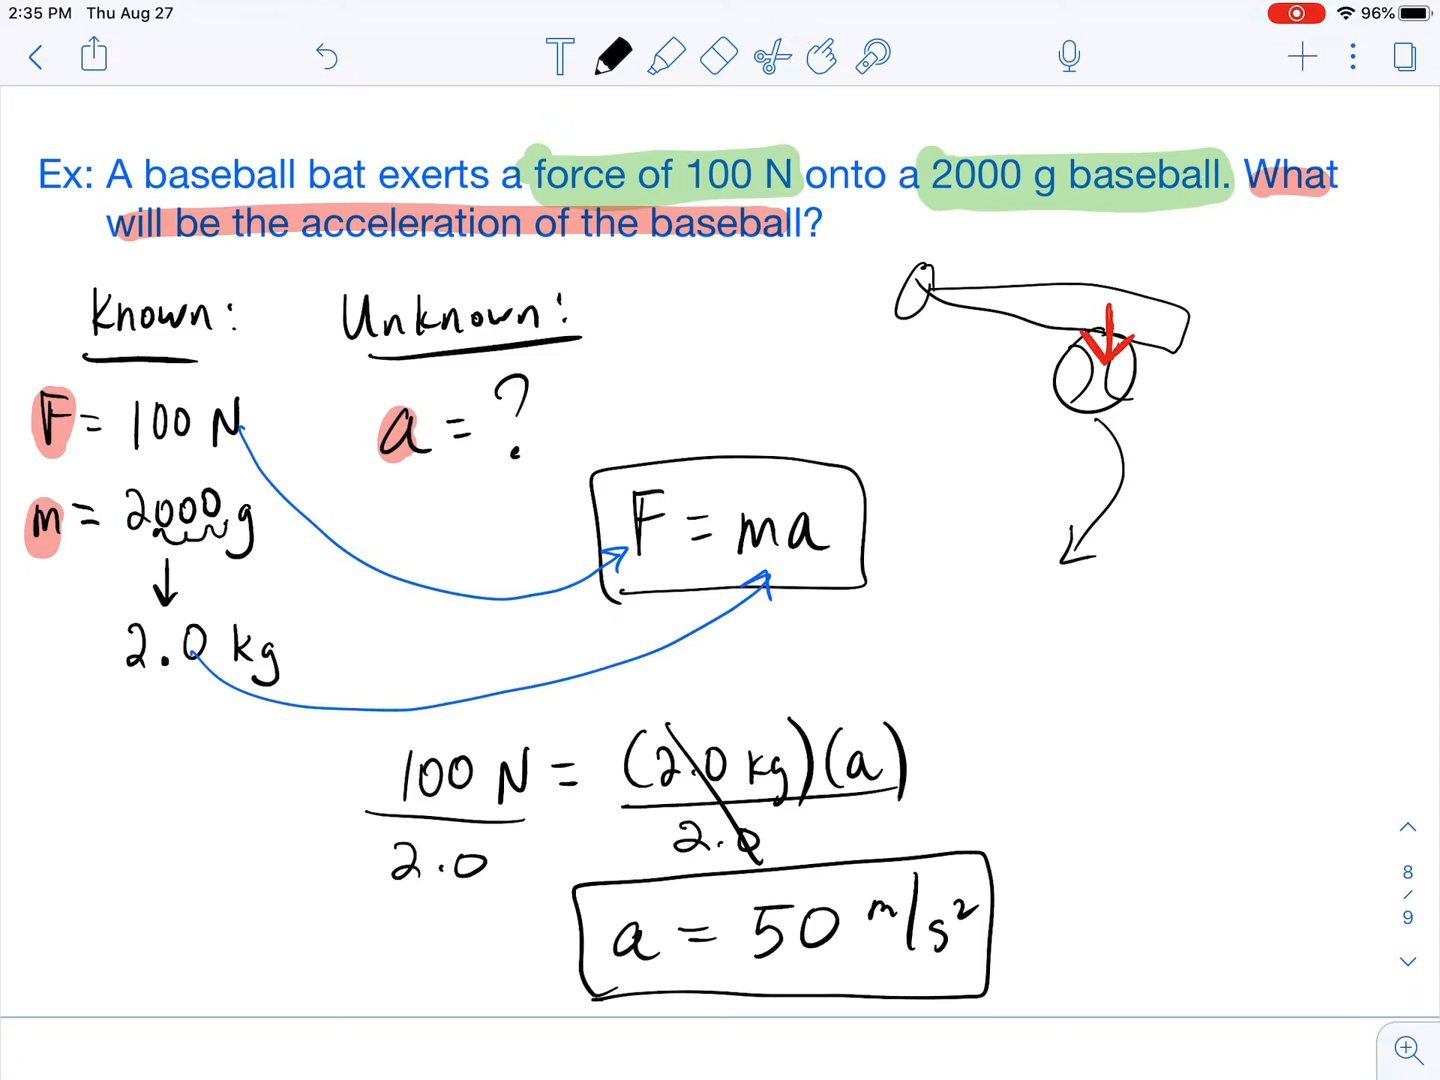 2:35 PM Thu Aug 27
96%
Ex: A baseball bat exerts a force of 100 N onto a 2000 g baseball. What
will be the acceleration of the baseball?
Known: Unknown:
F = 100 N a = ?
F = ma
m = 2000 g
2.0 kg
100 N = (2.0 kg)(a)
2.0 2.0
a = 50 m/s²
8
/
9